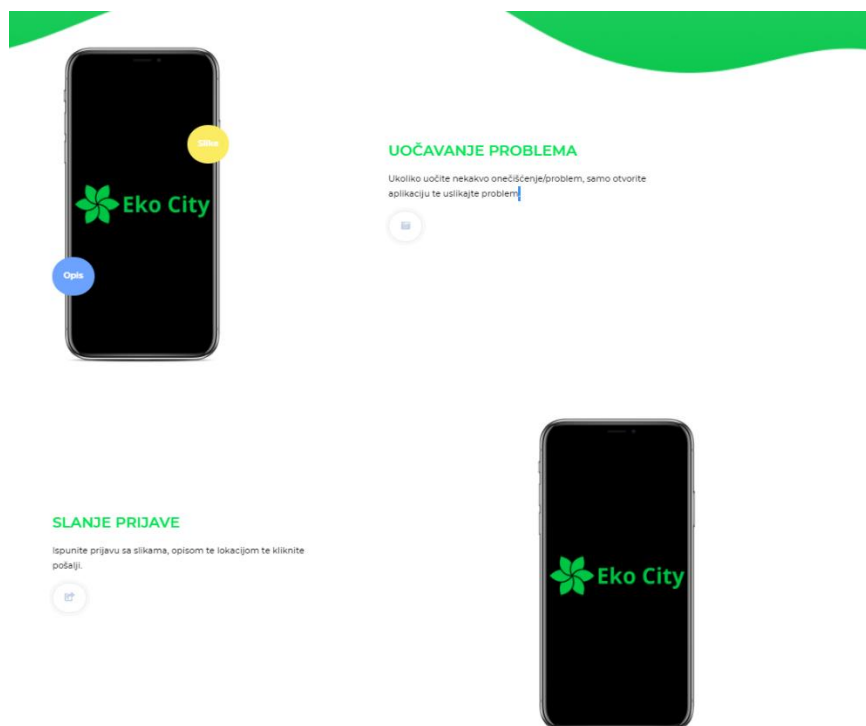 Slike
UOČAVANJE PROBLEMA
Ukoliko uočite nekakvo onečišćenje/problem, samo otvorite
aplikaciju te uslikajte problem.
Eko City
Opis
SLANJE PRIJAVE
Ispunite prijavu sa slikama, opisom te lokacijom te kliknite
pošalji.
Eko City